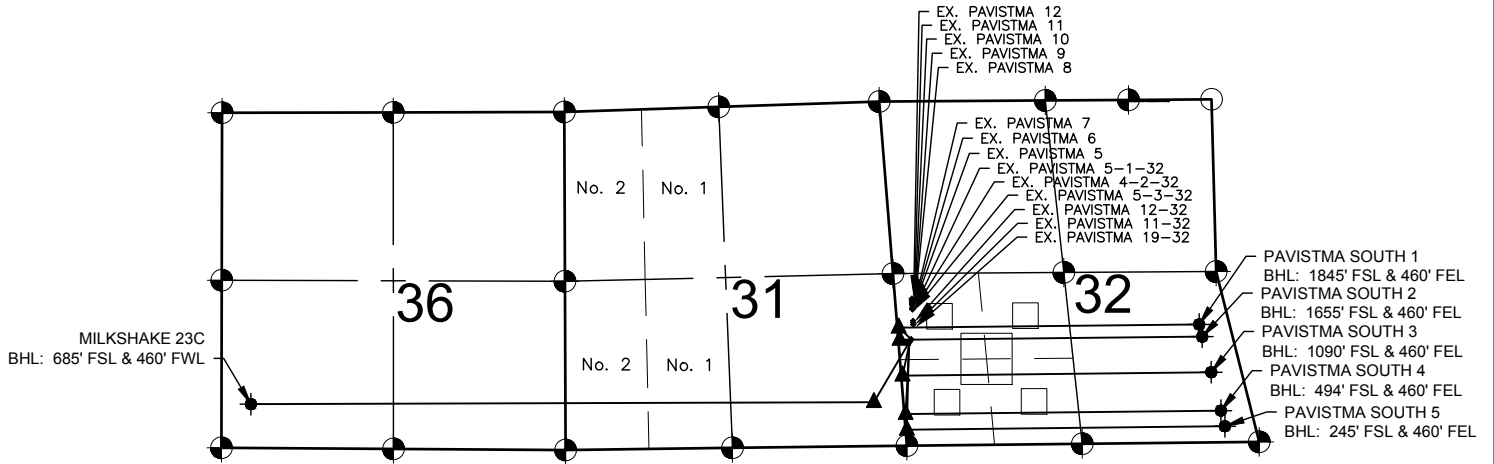 EX. PAVISTMA 12
EX. PAVISTMA 11
EX. PAVISTMA 10
EX. PAVISTMA 9
EX. PAVISTMA 8
EX. PAVISTMA 7
EX. PAVISTMA 6
EX. PAVISTMA 5
EX. PAVISTMA 5-1-32
EX. PAVISTMA 4-2-32
EX. PAVISTMA 5-3-32
EX. PAVISTMA 12-32
EX. PAVISTMA 11-32
EX. PAVISTMA 19-32
No. 2
No. 1
36
31
32
No. 2
No. 1
MILKSHAKE 23C
BHL: 685' FSL & 460' FWL
PAVISTMA SOUTH 1
BHL: 1845' FSL & 460' FEL
PAVISTMA SOUTH 2
BHL: 1655' FSL & 460' FEL
PAVISTMA SOUTH 3
BHL: 1090' FSL & 460' FEL
PAVISTMA SOUTH 4
BHL: 494' FSL & 460' FEL
PAVISTMA SOUTH 5
BHL: 245' FSL & 460' FEL